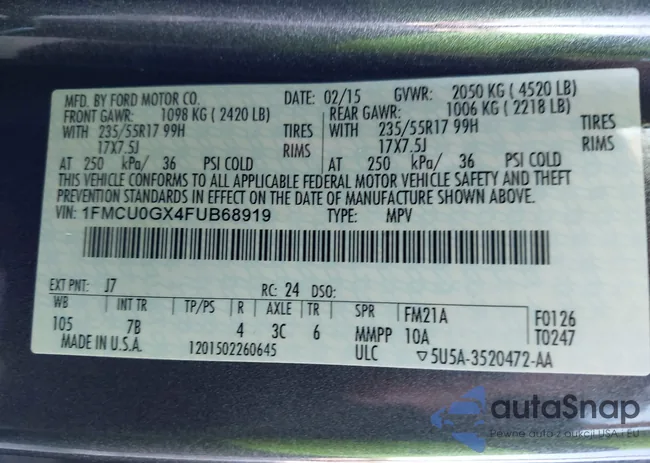 MFD. BY FORD MOTOR CO. DATE: 02/15 GVWR: 2050 KG ( 4520 LB)
FRONT GAWR: 1098 KG ( 2420 LB) REAR GAWR: 1006 KG ( 2218 LB)
WITH 235/55R17 99H TIRES WITH 235/55R17 99H TIRES
17X7.5J RIMS 17X7.5J RIMS
AT 250 kPa/ 36 PSI COLD AT 250 kPa/ 36 PSI COLD
THIS VEHICLE CONFORMS TO ALL APPLICABLE FEDERAL MOTOR VEHICLE SAFETY AND THEFT
PREVENTION STANDARDS IN EFFECT ON THE DATE OF MANUFACTURE SHOWN ABOVE.
VIN: 1FMCU0GX4FUB68919 TYPE: MPV
EXT PNT: J7 RC: 24 DSO:
WB INT TR TP/PS R AXLE TR SPR FM21A F0126
105 7B 4 3C 6 MMPP 10A T0247
MADE IN U.S.A. 1201502260645 ULC ▽5U5A-3520472-AA
autaSnap
Pewne auta z aukcji USA i EU